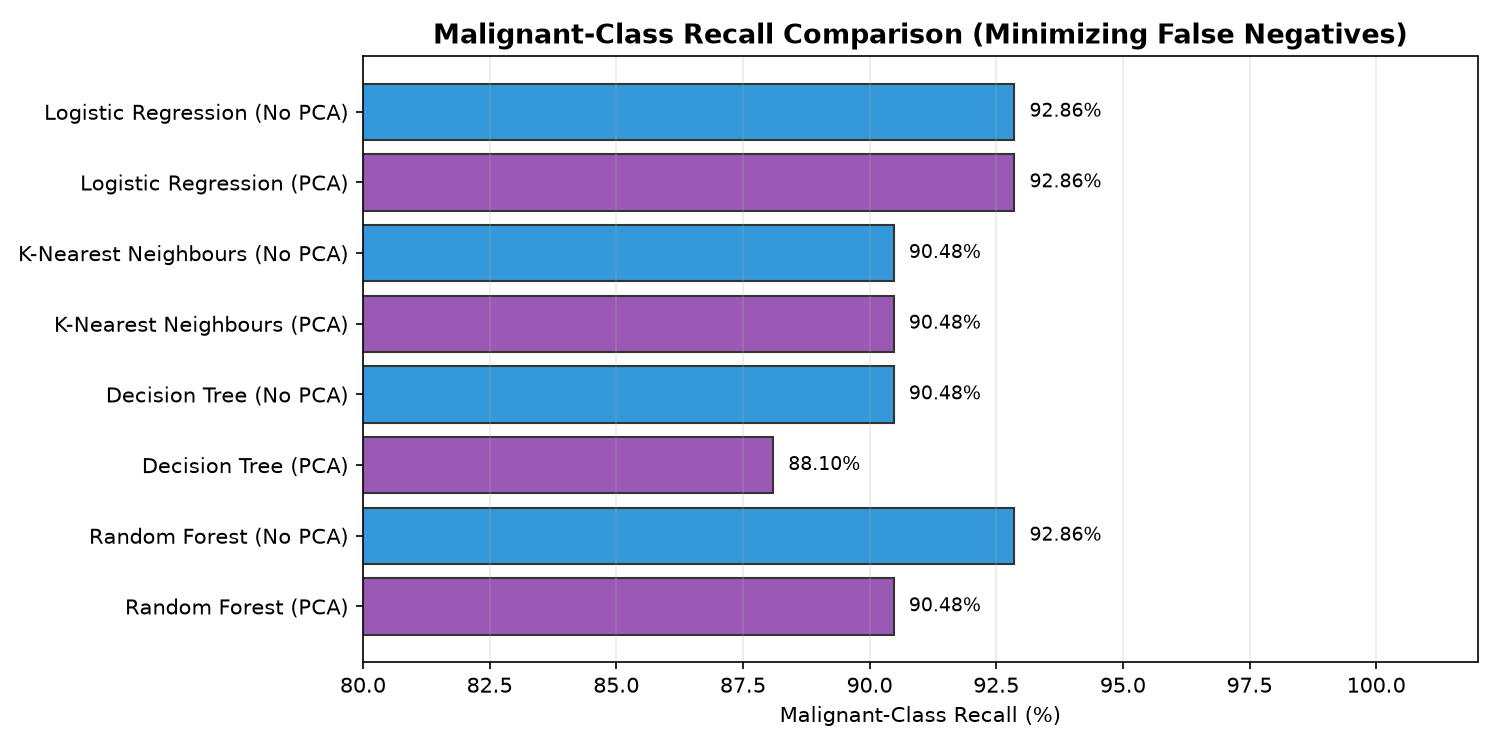 Malignant-Class Recall Comparison (Minimizing False Negatives)
Logistic Regression (No PCA) 92.86%
Logistic Regression (PCA) 92.86%
K-Nearest Neighbours (No PCA) 90.48%
K-Nearest Neighbours (PCA) 90.48%
Decision Tree (No PCA) 90.48%
Decision Tree (PCA) 88.10%
Random Forest (No PCA) 92.86%
Random Forest (PCA) 90.48%
80.0 82.5 85.0 87.5 90.0 92.5 95.0 97.5 100.0
Malignant-Class Recall (%)